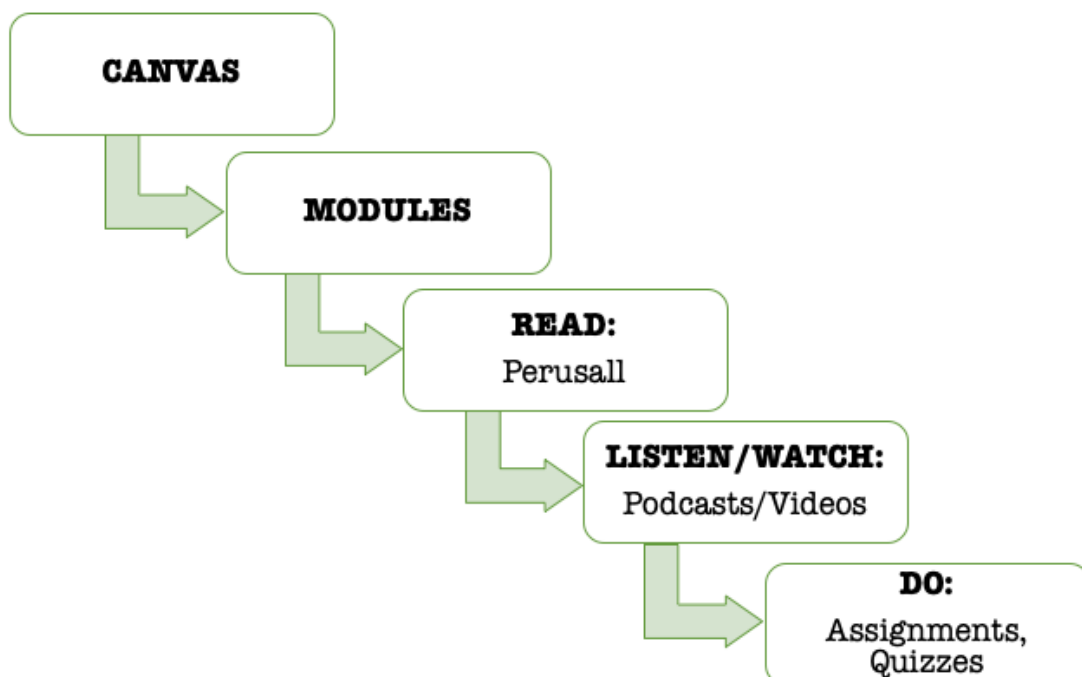 CANVAS
MODULES
READ:
Perusall
LISTEN/WATCH:
Podcasts/Videos
DO:
Assignments,
Quizzes